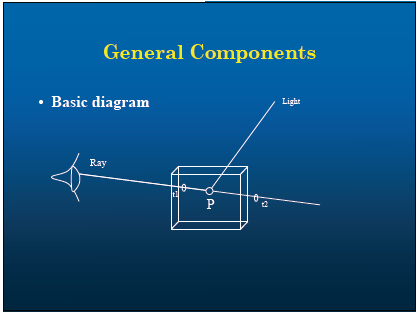 General Components
• Basic diagram
Light
Ray
t1
P
t2